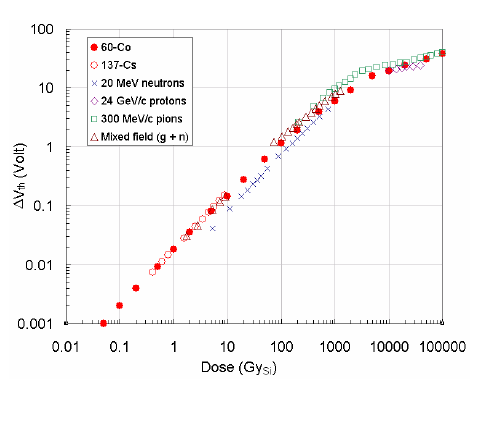 100
10
1
0.1
0.01
0.001
ΔVth (Volt)
60-Co
137-Cs
20 MeV neutrons
24 GeV/c protons
300 MeV/c pions
Mixed field (g + n)
0.01 0.1 1 10 100 1000 10000 100000
Dose (GySi)